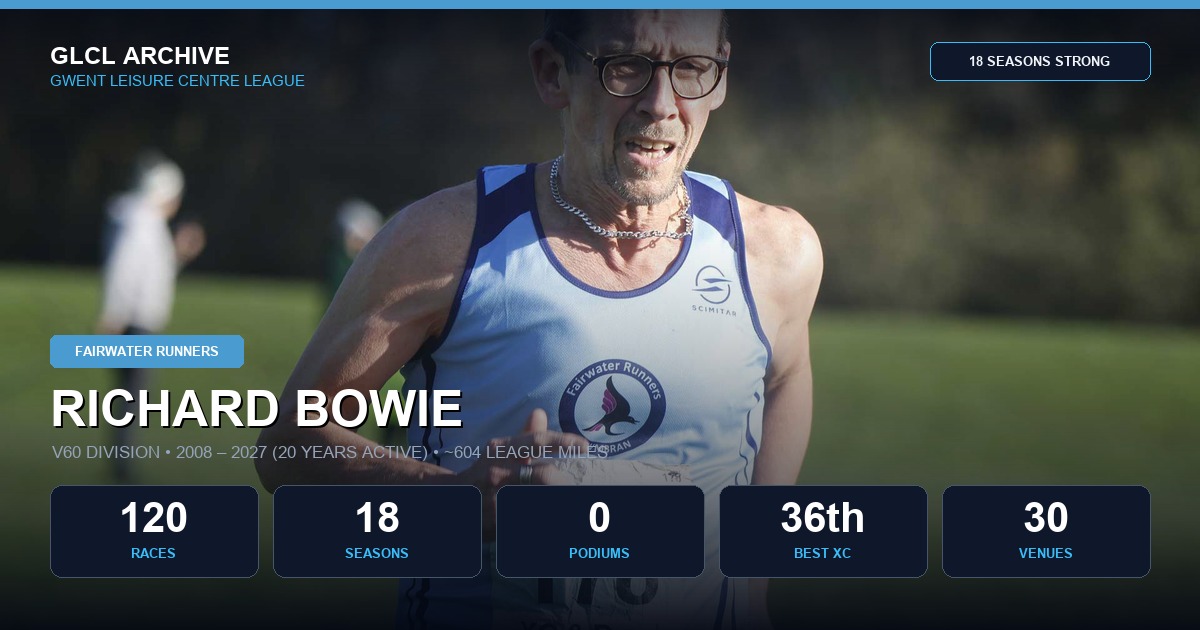 GLCL ARCHIVE
GWENT LEISURE CENTRE LEAGUE
18 SEASONS STRONG
SCIMITAR
Fairwater Runners
FAIRWATER RUNNERS
RICHARD BOWIE
V60 DIVISION • 2008 – 2027 (20 YEARS ACTIVE) • ~604 LEAGUE MILES
120
RACES
18
SEASONS
0
PODIUMS
36th
BEST XC
30
VENUES
178